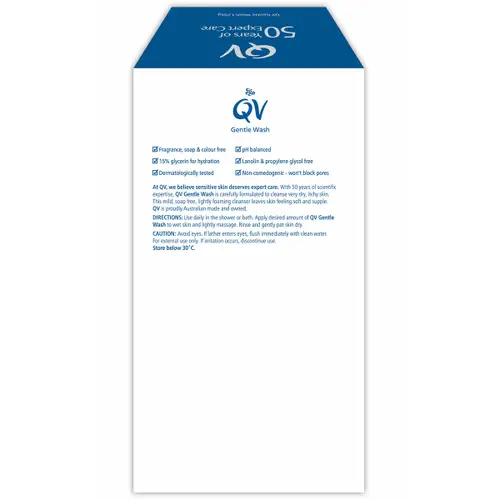 50 Years of
Expert Care
QV
QV
Gentle Wash
Fragrance, soap & colour free
pH balanced
15% glycerin for hydration
Lanolin & propylene glycol free
Dermatologically tested
Non comedogenic - won't block pores
At QV, we believe sensitive skin deserves expert care. With 50 years of scientific
expertise, QV Gentle Wash is carefully formulated to cleanse very dry, itchy skin.
This mild, soap free, lightly foaming cleanser leaves skin feeling soft and supple.
QV is proudly Australian made and owned.
DIRECTIONS: Use daily in the shower or bath. Apply desired amount of QV Gentle
Wash to wet skin and lightly massage. Rinse and gently pat skin dry.
CAUTION: Avoid eyes. If lather enters eyes, flush immediately with clean water.
For external use only. If irritation occurs, discontinue use.
Store below 30°C.